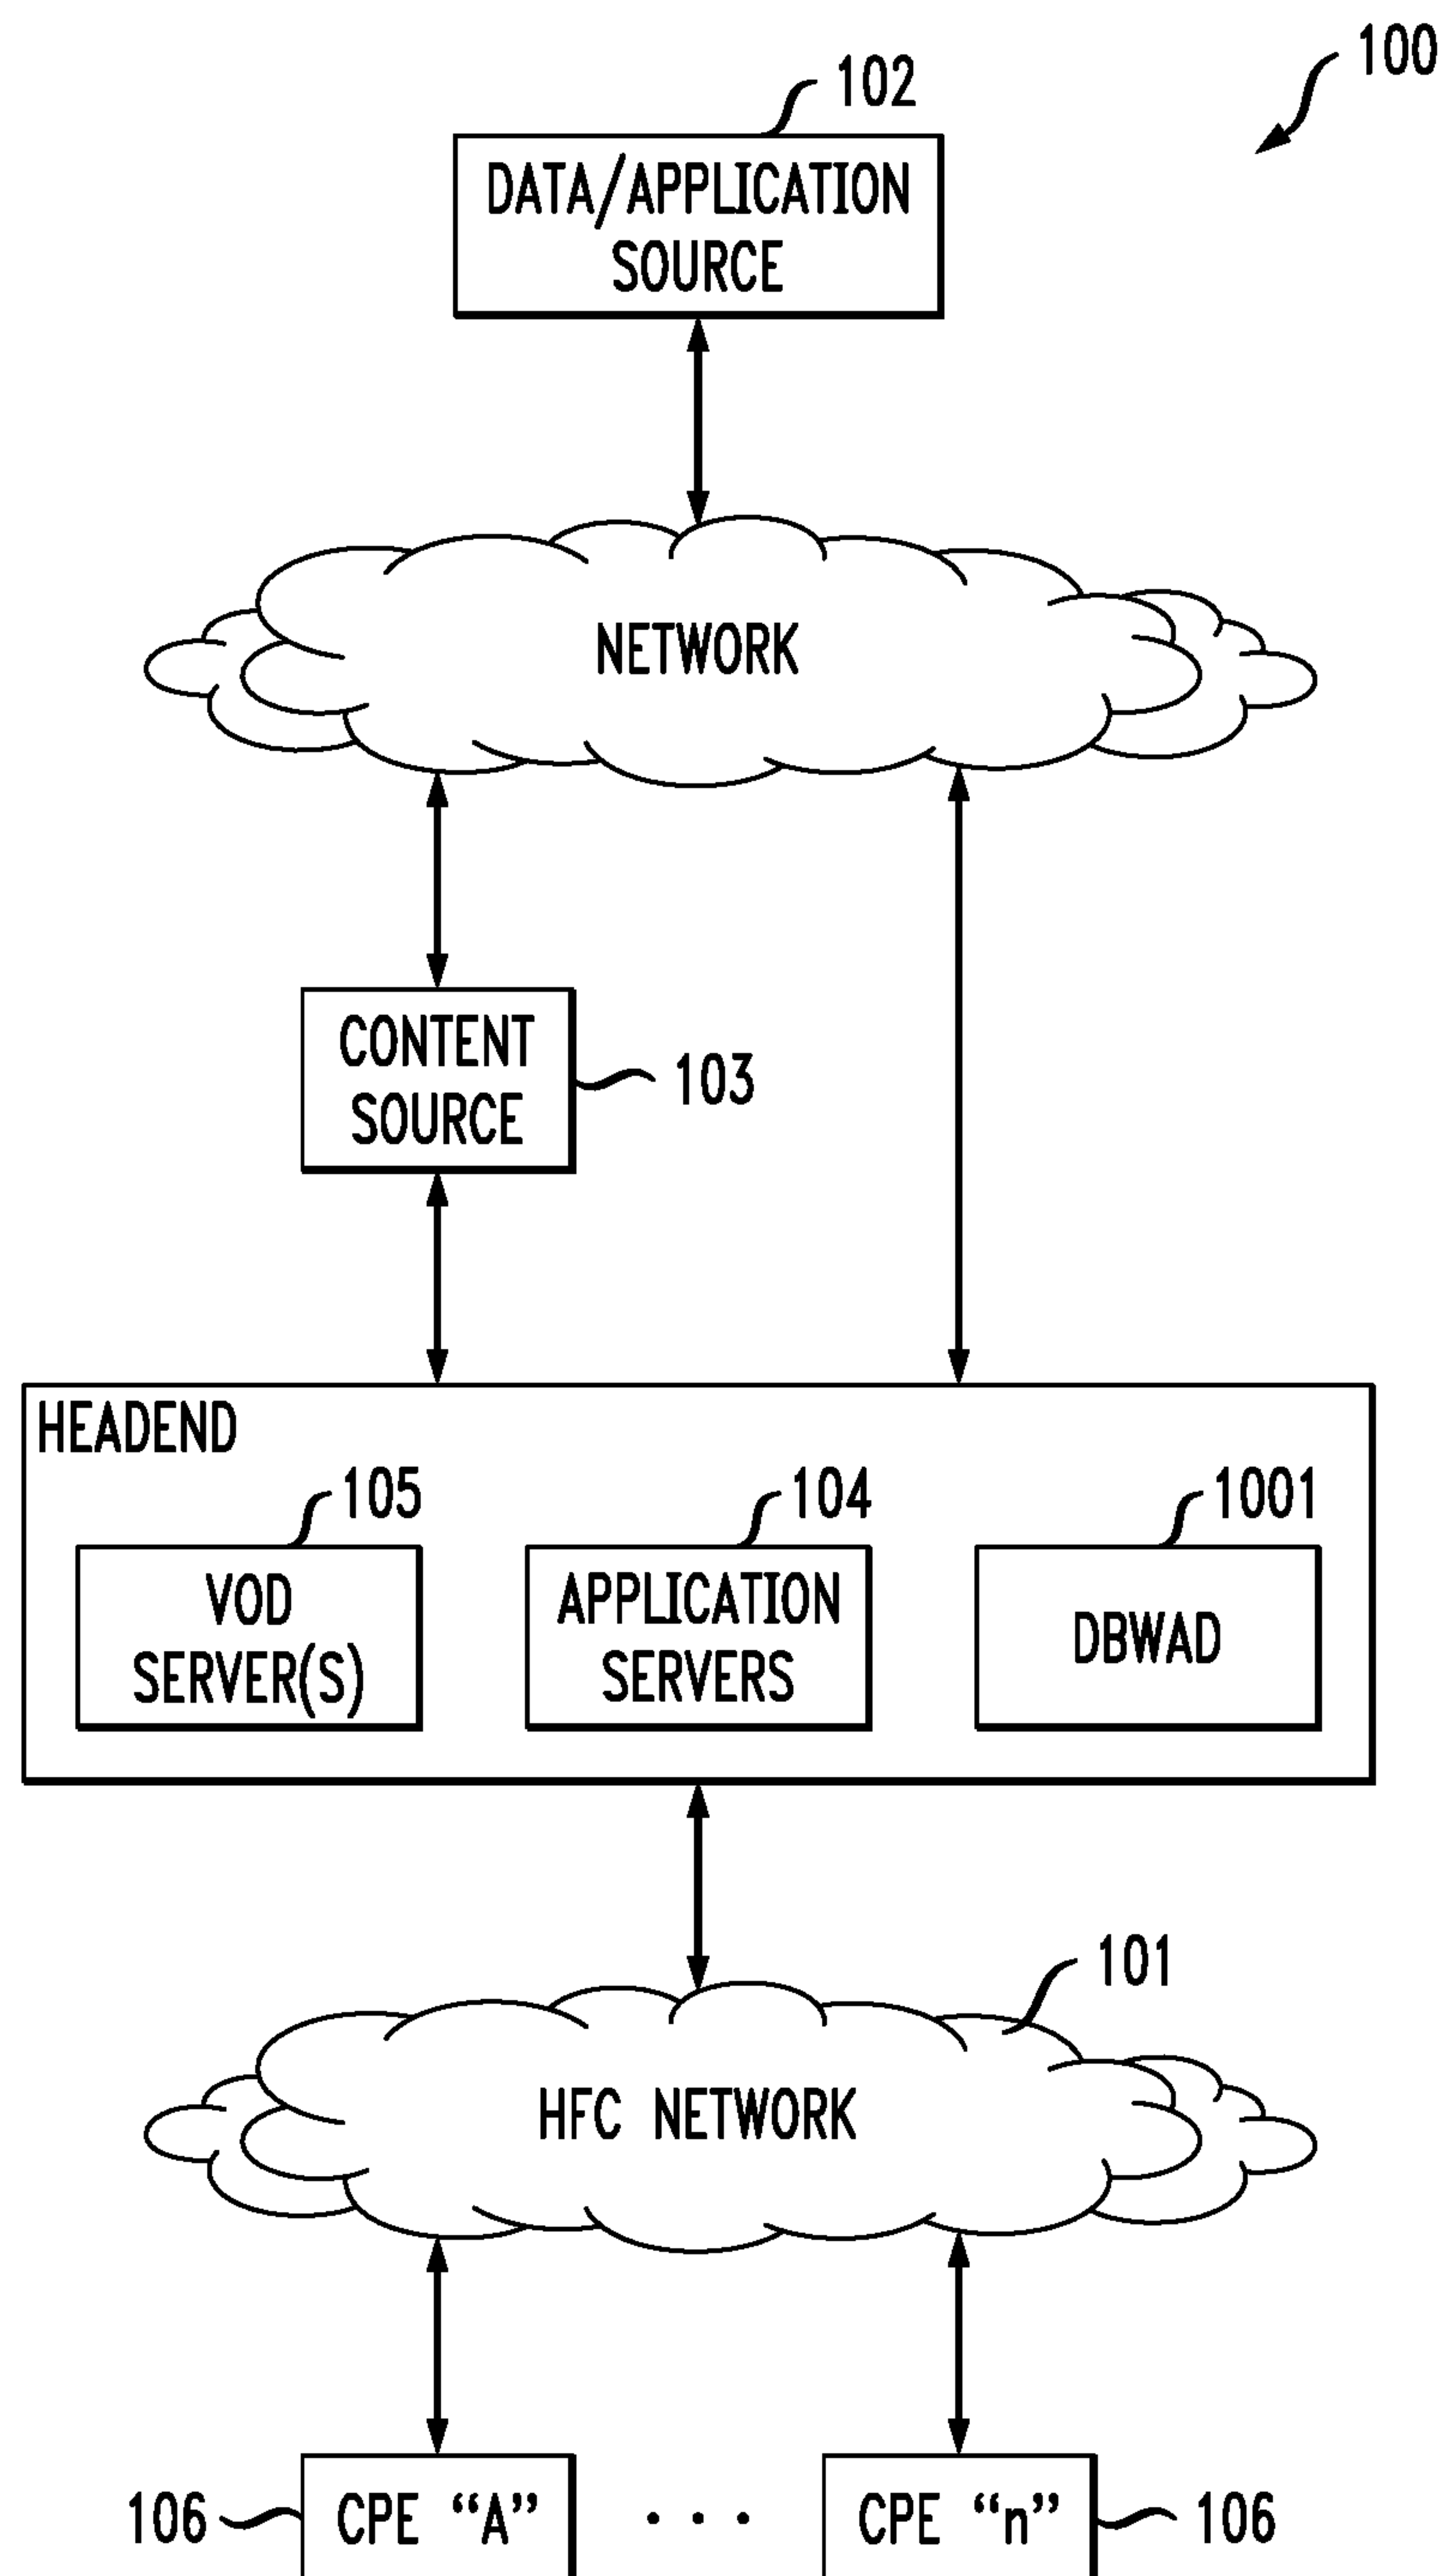 100
102
DATA/APPLICATION
SOURCE
NETWORK
CONTENT
SOURCE
103
HEADEND
105
104
1001
VOD
SERVER(S)
APPLICATION
SERVERS
DBWAD
101
HFC NETWORK
106
CPE “A”
• • •
CPE “n”
106